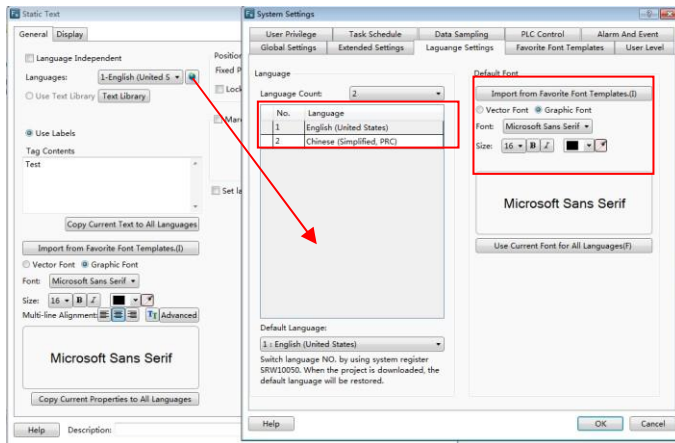 Static Text
General Display
Language Independent
Languages: 1-English (United S
Use Text Library Text Library
Use Labels
Tag Contents
Test
Copy Current Text to All Languages
Import from Favorite Font Templates.(I)
Vector Font Graphic Font
Font: Microsoft Sans Serif
Size: 16 B I
Multi-line Alignment: Advanced
Microsoft Sans Serif
Copy Current Properties to All Languages
Help Description:
Position
Fixed P
Lock
Set la
System Settings
User Privilege Task Schedule Data Sampling PLC Control Alarm And Event
Global Settings Extended Settings Laguange Settings Favorite Font Templates User Level
Language
Language Count: 2
No. Language
1 English (United States)
2 Chinese (Simplified, PRC)
Default Language:
1 : English (United States)
Switch language NO. by using system register
SRW10050. When the project is downloaded, the
default language will be restored.
Default Font
Import from Favorite Font Templates.(I)
Vector Font Graphic Font
Font: Microsoft Sans Serif
Size: 16 B I
Microsoft Sans Serif
Use Current Font for All Languages(F)
Help OK Cancel